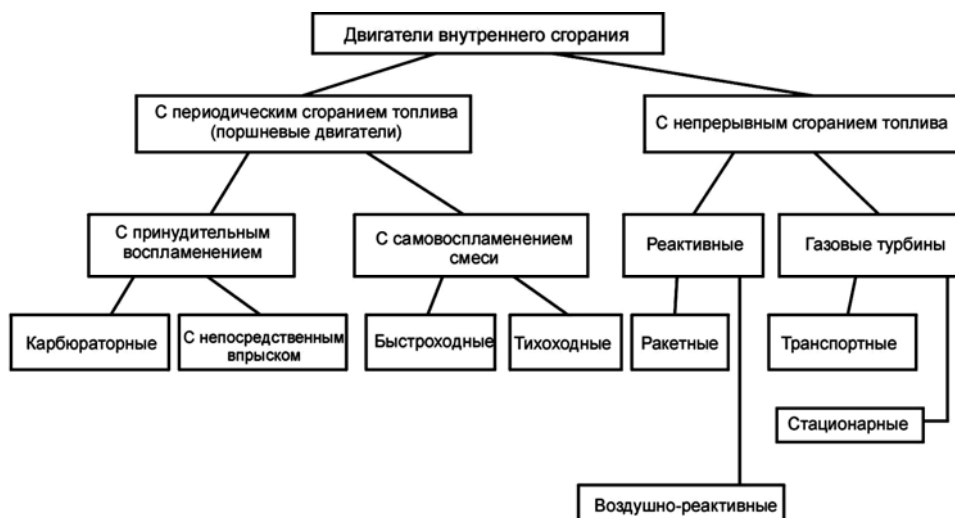 Двигатели внутреннего сгорания
С периодическим сгоранием топлива
(поршневые двигатели)
С непрерывным сгоранием топлива
С принудительным
воспламенением
С самовоспламенением
смеси
Реактивные
Газовые турбины
Карбюраторные
С непосредственным
впрыском
Быстроходные
Тихоходные
Ракетные
Транспортные
Стационарные
Воздушно-реактивные